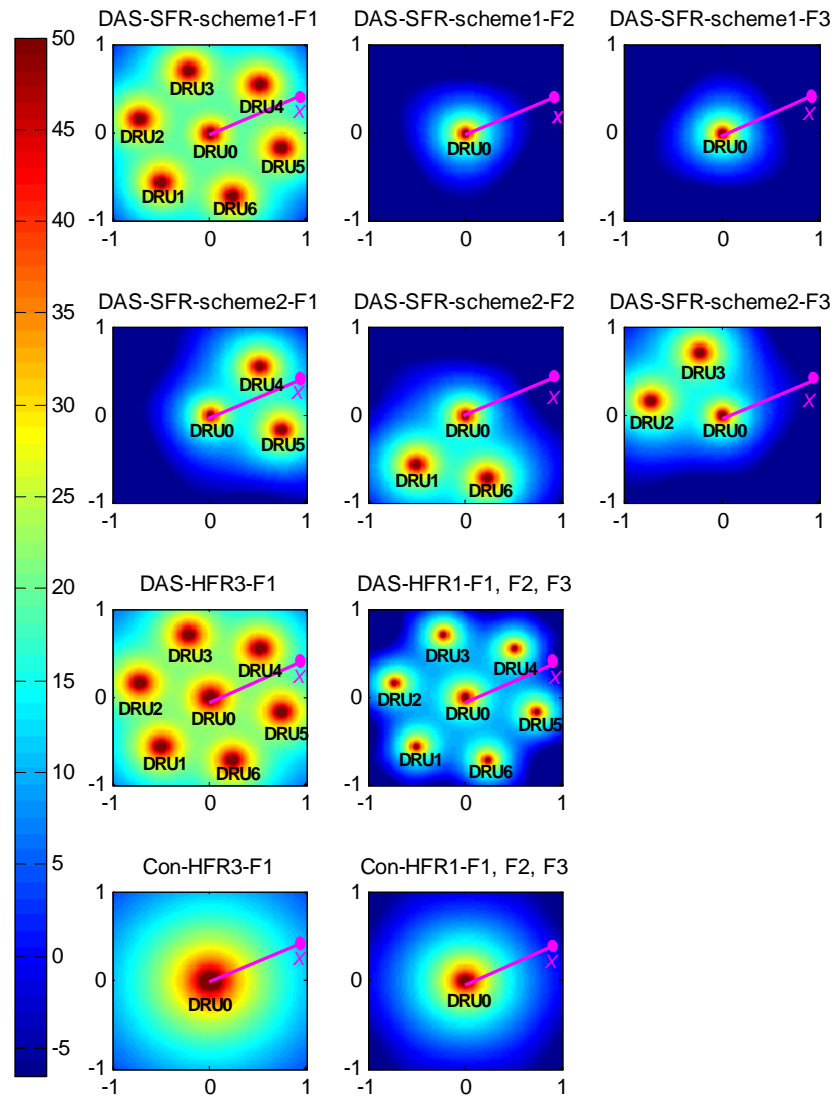 50
45
40
35
30
25
20
15
10
5
0
-5
DAS-SFR-scheme1-F1
1
0
-1
DRU3
DRU4
DRU2
DRU0
DRU5
DRU1
DRU6
X
-1 0 1
DAS-SFR-scheme1-F2
1
0
-1
DRU0
X
-1 0 1
DAS-SFR-scheme1-F3
1
0
-1
DRU0
X
-1 0 1
DAS-SFR-scheme2-F1
1
0
-1
DRU4
DRU0
DRU5
X
-1 0 1
DAS-SFR-scheme2-F2
1
0
-1
DRU0
DRU1
DRU6
X
-1 0 1
DAS-SFR-scheme2-F3
1
0
-1
DRU3
DRU2
DRU0
X
-1 0 1
DAS-HFR3-F1
1
0
-1
DRU3
DRU4
DRU2
DRU0
DRU5
DRU1
DRU6
X
-1 0 1
DAS-HFR1-F1, F2, F3
1
0
-1
DRU3
DRU4
DRU2
DRU0
DRU5
DRU1
DRU6
X
-1 0 1
Con-HFR3-F1
1
0
-1
DRU0
X
-1 0 1
Con-HFR1-F1, F2, F3
1
0
-1
DRU0
X
-1 0 1